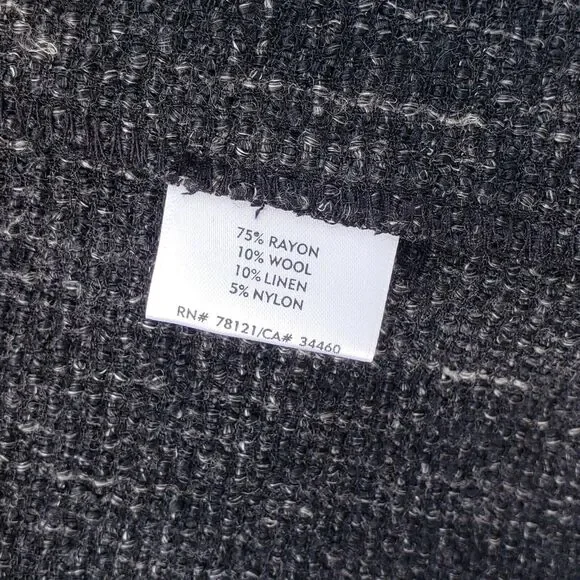 75% RAYON
10% WOOL
10% LINEN
5% NYLON
RN# 78121/CA# 34460